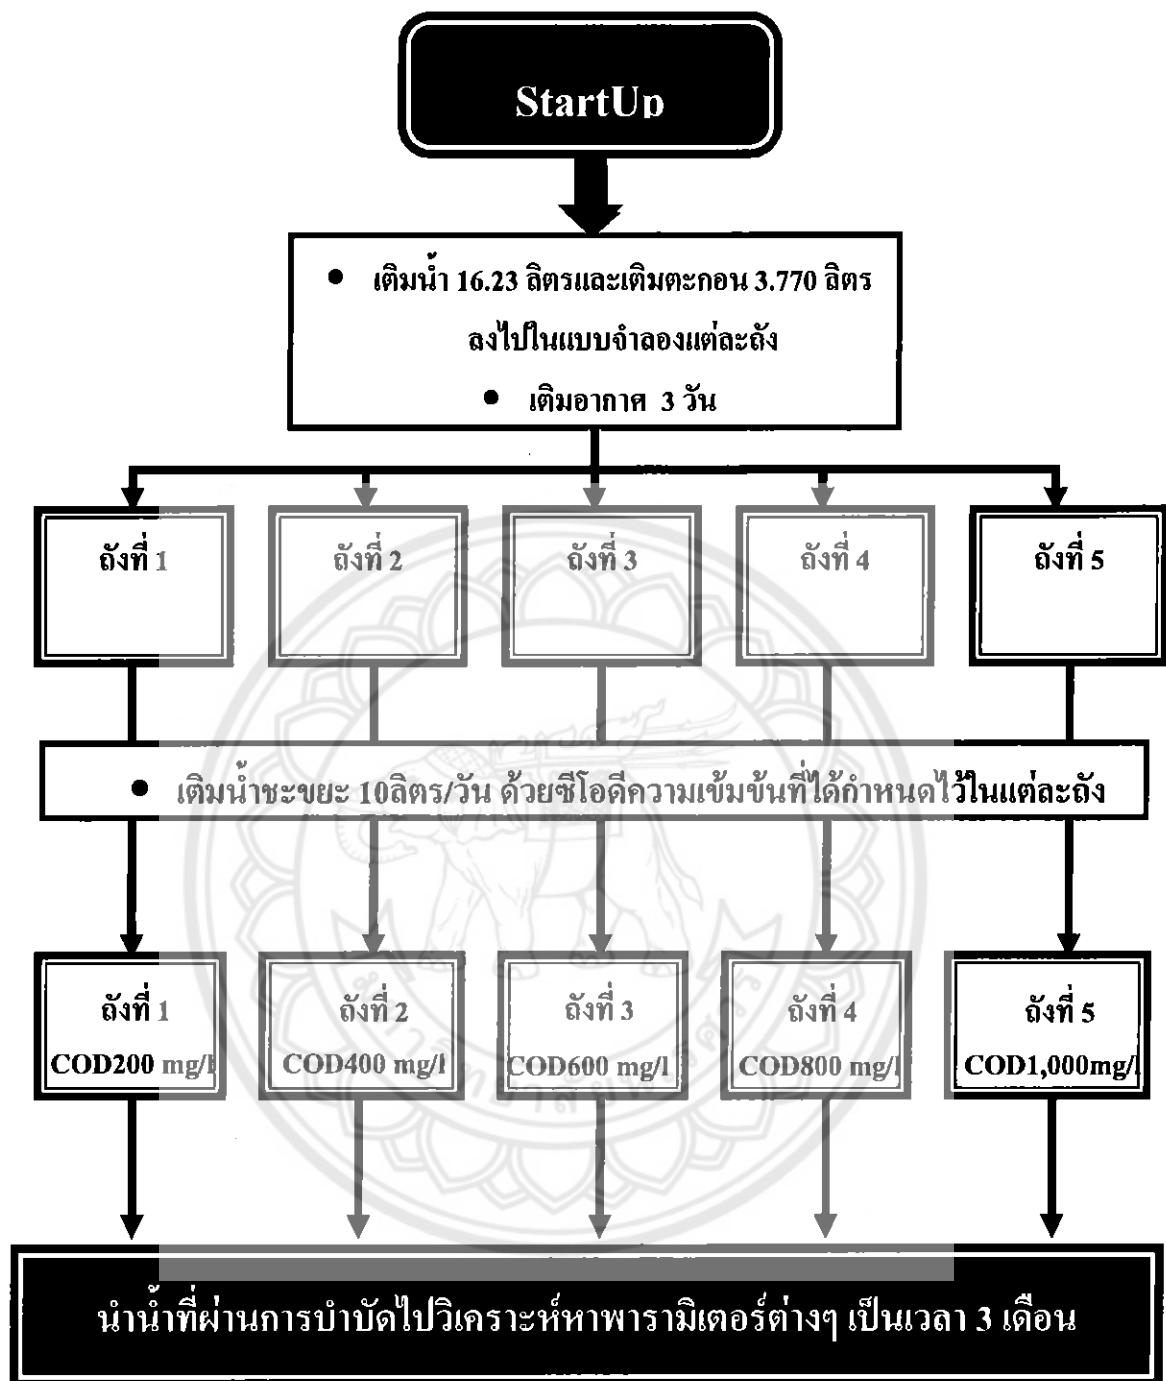 StartUp
● เติมน้ำ 16.23 ลิตรและเติมตะกอน 3.770 ลิตร
ลงไปในแบบจำลองแต่ละถัง
● เติมอากาศ 3 วัน
ถังที่ 1 ถังที่ 2 ถังที่ 3 ถังที่ 4 ถังที่ 5
● เติมน้ำชะขยะ 10ลิตร/วัน ด้วยซีโอดีความเข้มข้นที่ได้กำหนดไว้ในแต่ละถัง
ถังที่ 1
COD200 mg/l
ถังที่ 2
COD400 mg/l
ถังที่ 3
COD600 mg/l
ถังที่ 4
COD800 mg/l
ถังที่ 5
COD1,000mg/l
นำน้ำที่ผ่านการบำบัดไปวิเคราะห์หาพารามิเตอร์ต่างๆ เป็นเวลา 3 เดือน